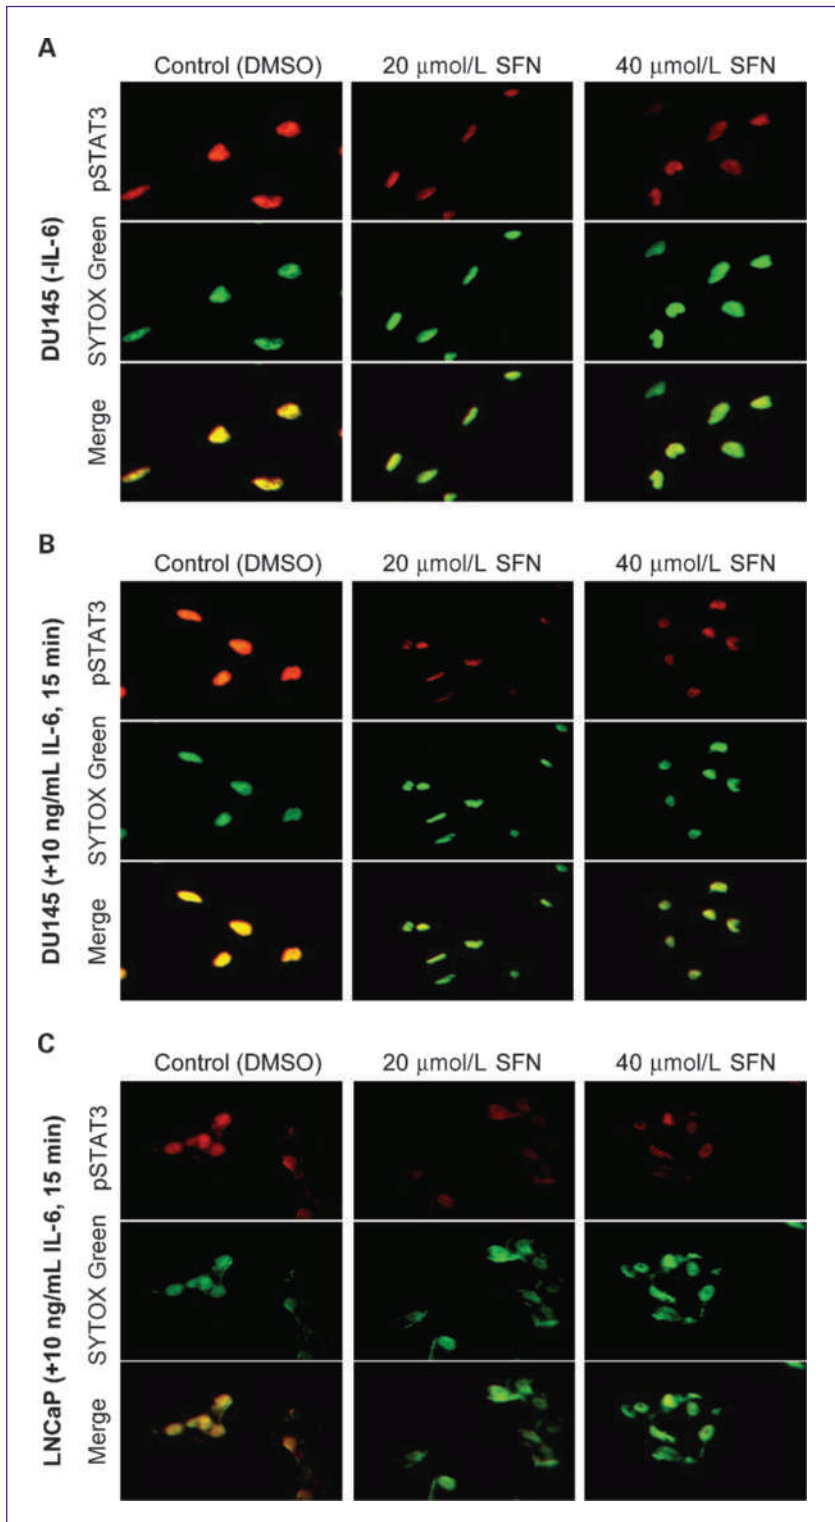 A
Control (DMSO) 20 μmol/L SFN 40 μmol/L SFN
DU145 (-IL-6)
pSTAT3
SYTOX Green
Merge
B
Control (DMSO) 20 μmol/L SFN 40 μmol/L SFN
DU145 (+10 ng/mL IL-6, 15 min)
pSTAT3
SYTOX Green
Merge
C
Control (DMSO) 20 μmol/L SFN 40 μmol/L SFN
LNCaP (+10 ng/mL IL-6, 15 min)
pSTAT3
SYTOX Green
Merge